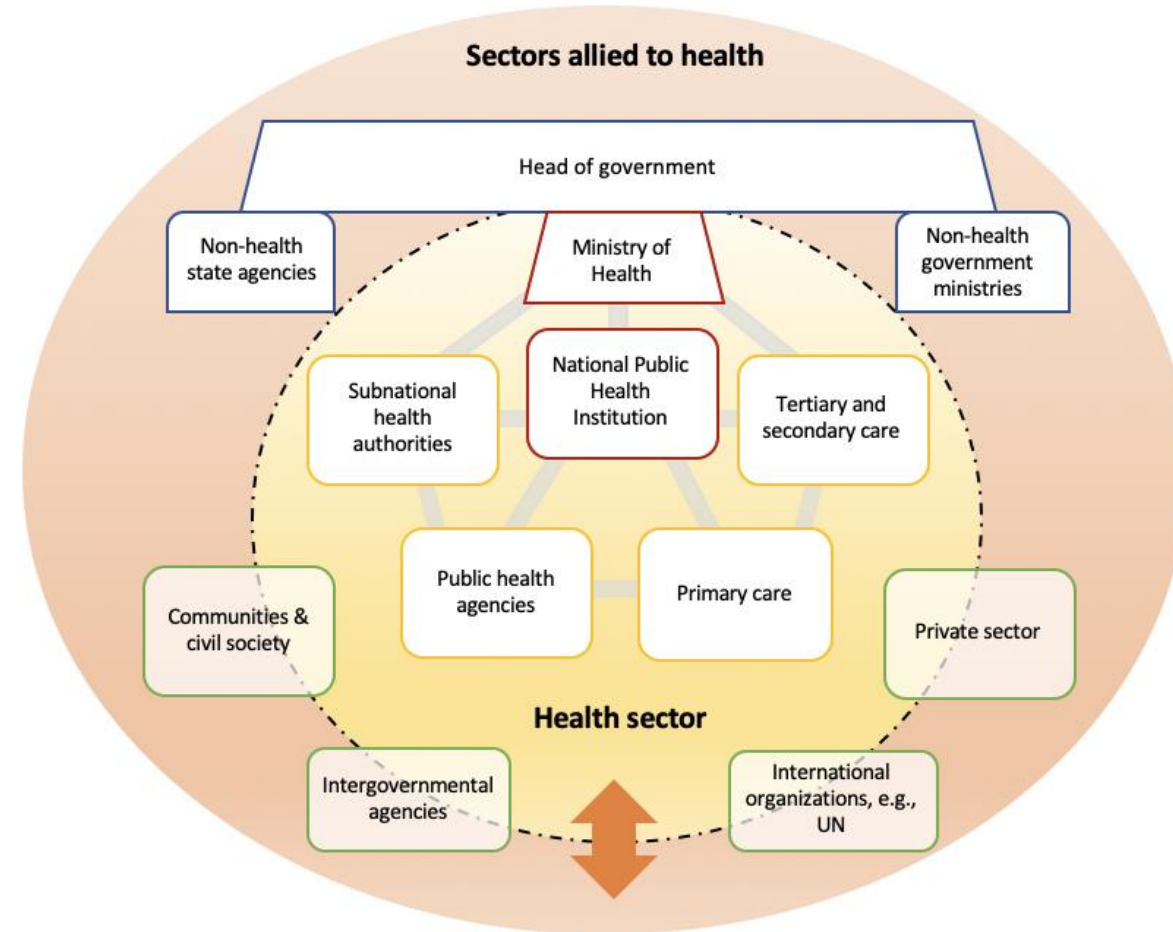 Sectors allied to health
Head of government
Non-health
state agencies
Ministry of
Health
Non-health
government
ministries
Subnational
health
authorities
National Public
Health
Institution
Tertiary and
secondary care
Public health
agencies
Primary care
Communities &
civil society
Private sector
Health sector
Intergovernmental
agencies
International
organizations, e.g.,
UN